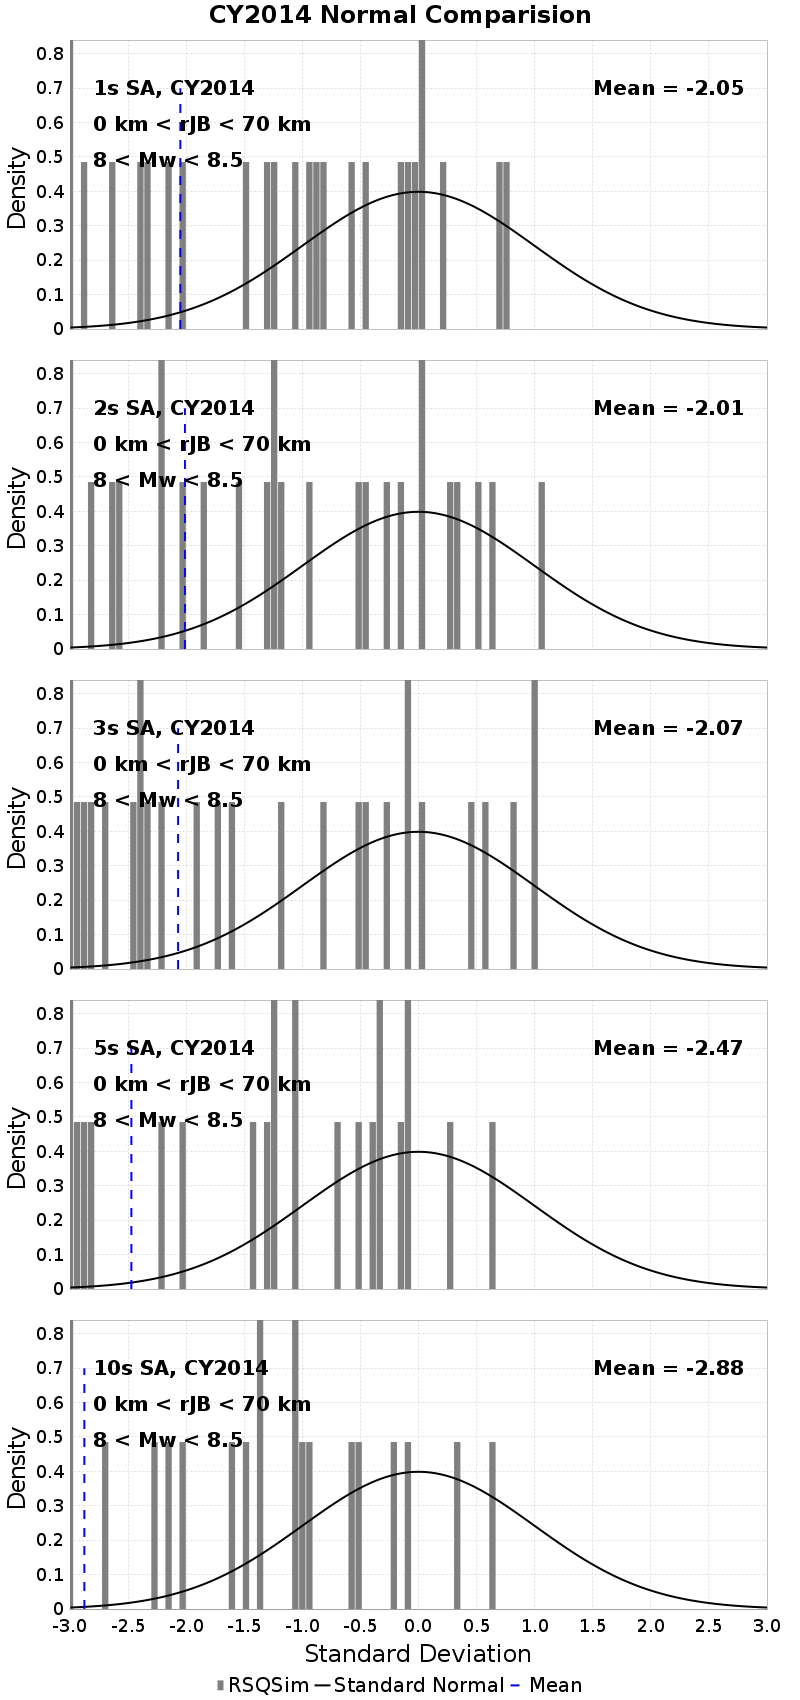 CY2014 Normal Comparision
0.8
0.7
0.6
0.5
0.4
0.3
0.2
0.1
0
Density
1s SA, CY2014
0 km < rJB < 70 km
8 < Mw < 8.5
Mean = -2.05
0.8
0.7
0.6
0.5
0.4
0.3
0.2
0.1
0
Density
2s SA, CY2014
0 km < rJB < 70 km
8 < Mw < 8.5
Mean = -2.01
0.8
0.7
0.6
0.5
0.4
0.3
0.2
0.1
0
Density
3s SA, CY2014
0 km < rJB < 70 km
8 < Mw < 8.5
Mean = -2.07
0.8
0.7
0.6
0.5
0.4
0.3
0.2
0.1
0
Density
5s SA, CY2014
0 km < rJB < 70 km
8 < Mw < 8.5
Mean = -2.47
0.8
0.7
0.6
0.5
0.4
0.3
0.2
0.1
0
Density
10s SA, CY2014
0 km < rJB < 70 km
8 < Mw < 8.5
Mean = -2.88
-3.0 -2.5 -2.0 -1.5 -1.0 -0.5 0.0 0.5 1.0 1.5 2.0 2.5 3.0
Standard Deviation
RSQSim Standard Normal Mean